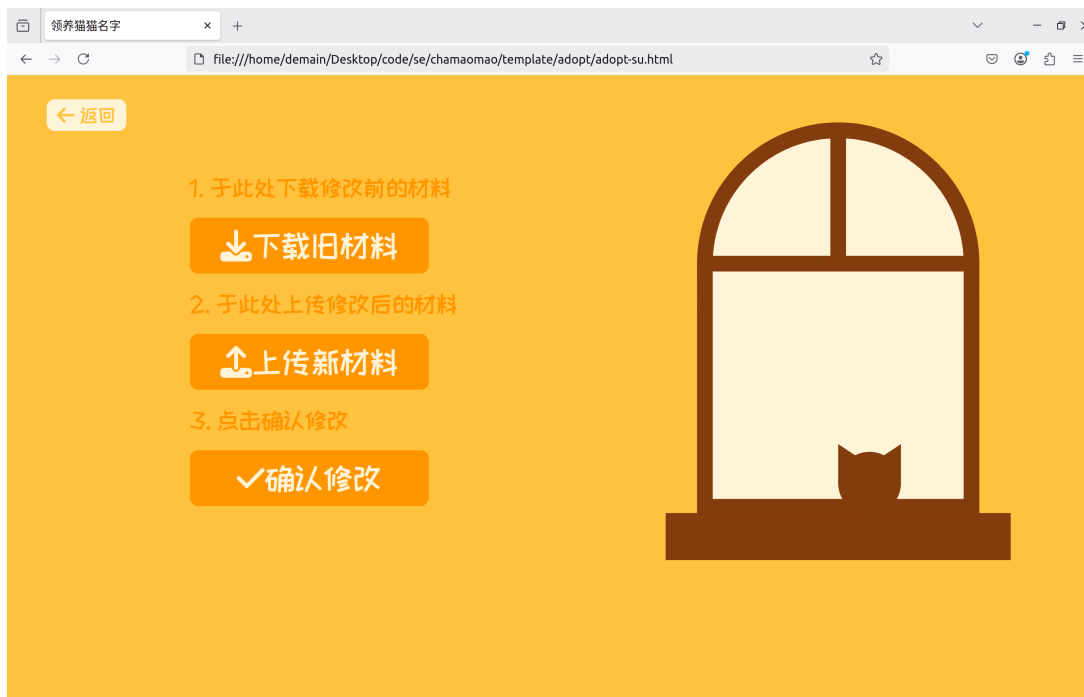 领养猫猫名字
file:///home/demain/Desktop/code/se/chamaomao/template/adopt/adopt-su.html
返回
1. 于此处下载修改前的材料
下载旧材料
2. 于此处上传修改后的材料
上传新材料
3. 点击确认修改
确认修改